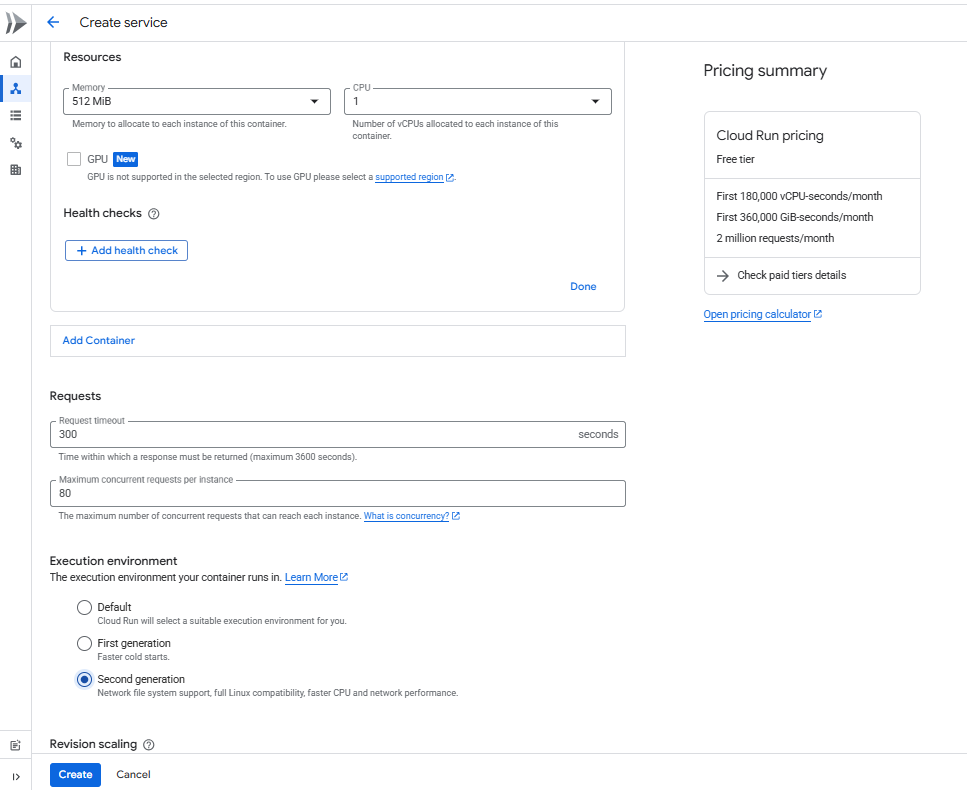 Create service
Resources
Memory
512 MiB
Memory to allocate to each instance of this container.
CPU
1
Number of vCPUs allocated to each instance of this
container.
GPU New
GPU is not supported in the selected region. To use GPU please select a supported region.
Health checks
Add health check
Done
Add Container
Requests
Request timeout
300 seconds
Time within which a response must be returned (maximum 3600 seconds).
Maximum concurrent requests per instance
80
The maximum number of concurrent requests that can reach each instance. What is concurrency?
Execution environment
The execution environment your container runs in. Learn More
Default
Cloud Run will select a suitable execution environment for you.
First generation
Faster cold starts.
Second generation
Network file system support, full Linux compatibility, faster CPU and network performance.
Revision scaling
Create Cancel
Pricing summary
Cloud Run pricing
Free tier
First 180,000 vCPU-seconds/month
First 360,000 GiB-seconds/month
2 million requests/month
Check paid tiers details
Open pricing calculator